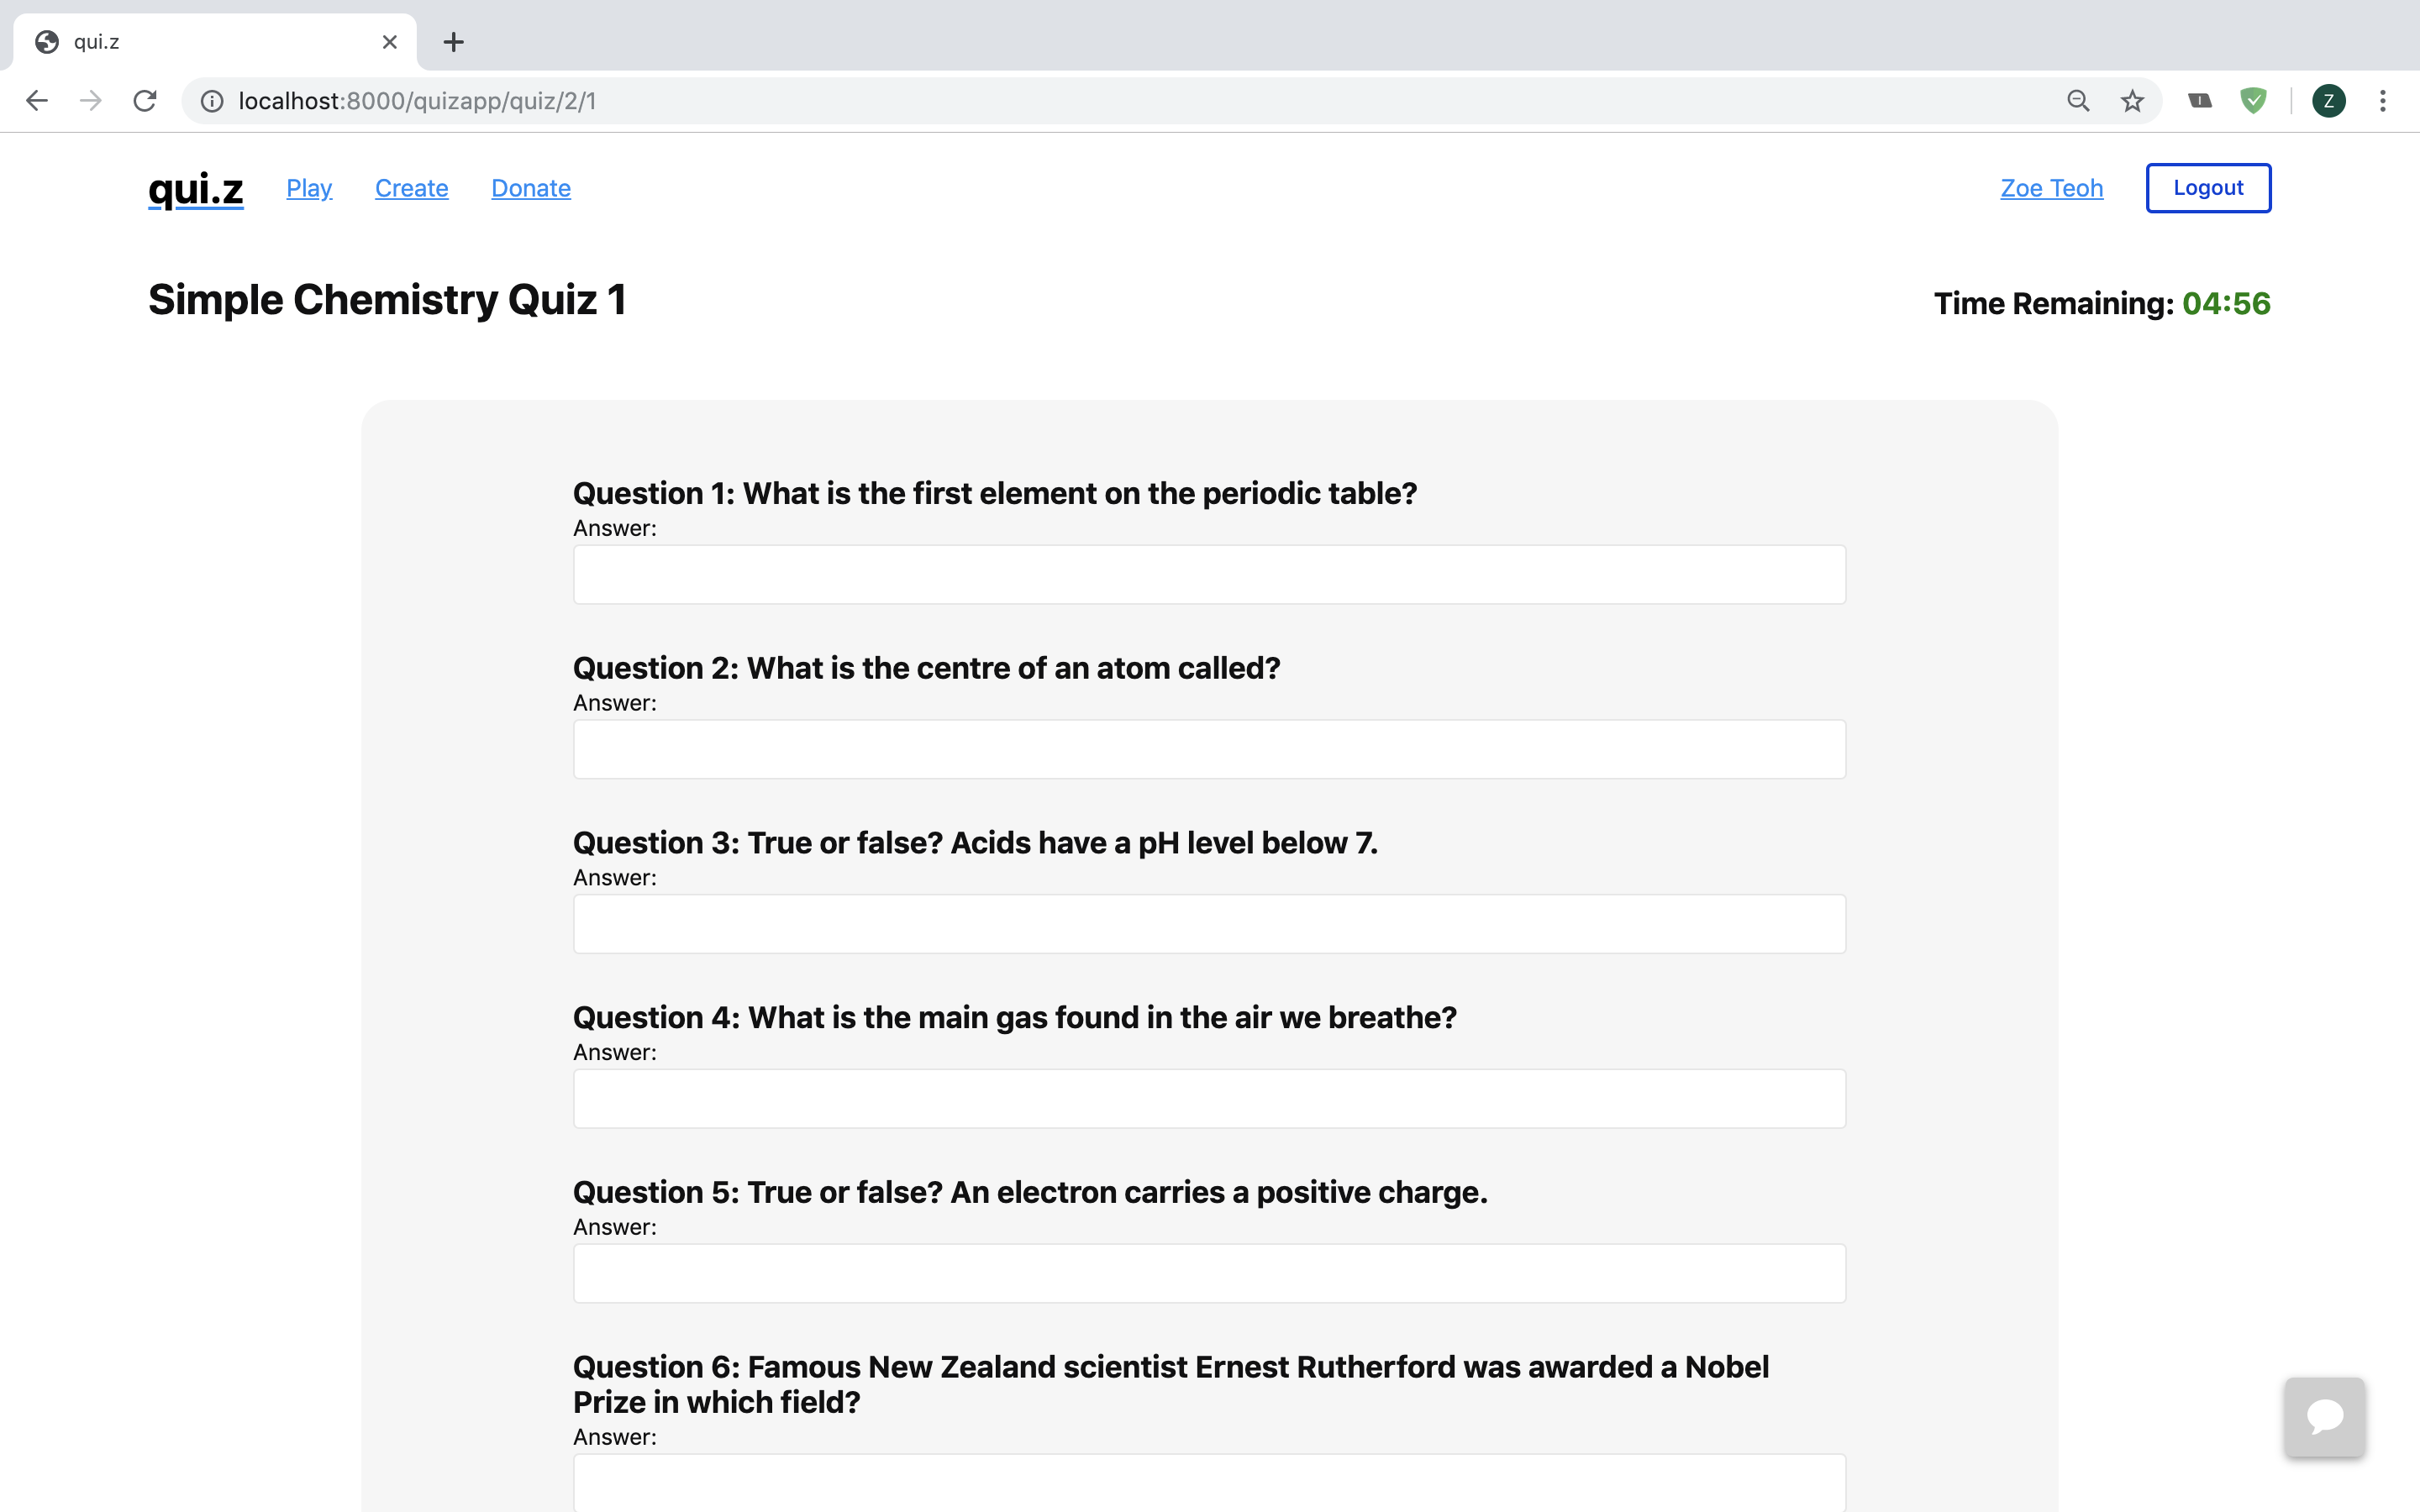 qui.z
localhost:8000/quizapp/quiz/2/1
Z
qui.z Play Create Donate Zoe Teoh Logout
Simple Chemistry Quiz 1
Time Remaining: 04:56
Question 1: What is the first element on the periodic table?
Answer:
Question 2: What is the centre of an atom called?
Answer:
Question 3: True or false? Acids have a pH level below 7.
Answer:
Question 4: What is the main gas found in the air we breathe?
Answer:
Question 5: True or false? An electron carries a positive charge.
Answer:
Question 6: Famous New Zealand scientist Ernest Rutherford was awarded a Nobel
Prize in which field?
Answer: